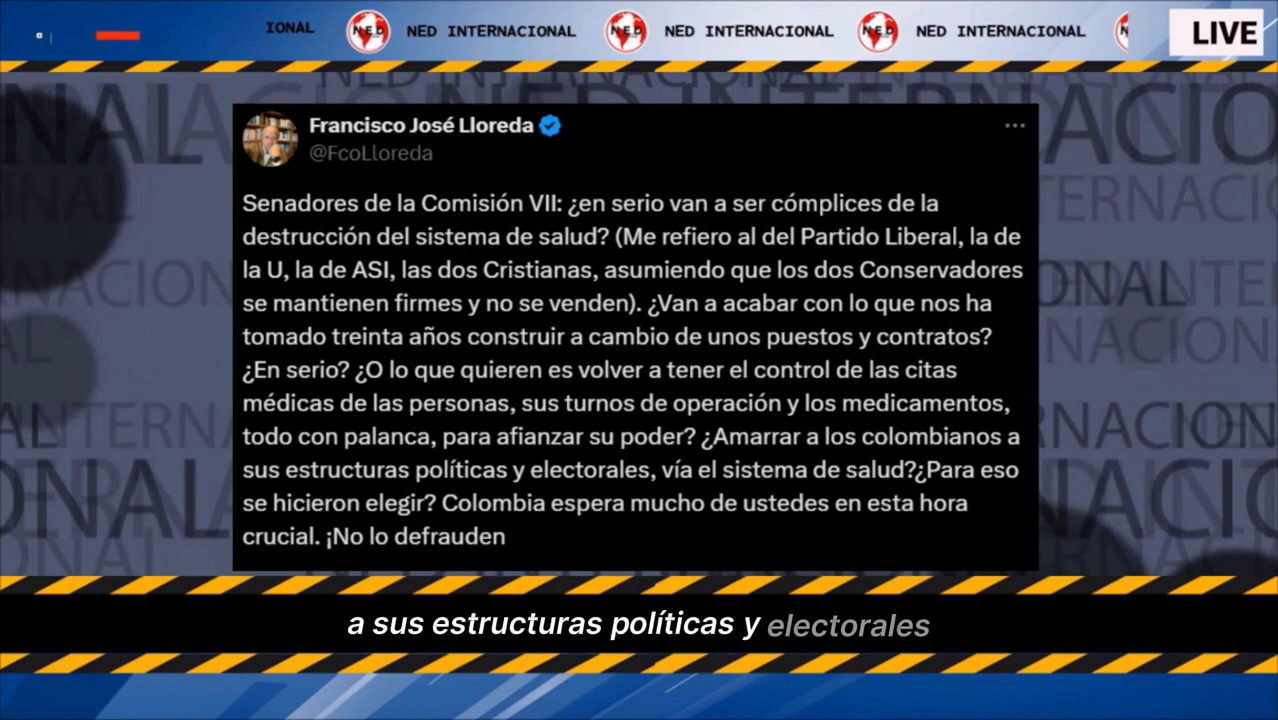 IONAL NED NED INTERNACIONAL NED NED INTERNACIONAL NED NED INTERNACIONAL
LIVE
Francisco José Lloreda
@FcoLloreda
Senadores de la Comisión VII: ¿en serio van a ser cómplices de la
destrucción del sistema de salud? (Me refiero al del Partido Liberal, la de
la U, la de ASI, las dos Cristianas, asumiendo que los dos Conservadores
se mantienen firmes y no se venden). ¿Van a acabar con lo que nos ha
tomado treinta años construir a cambio de unos puestos y contratos?
¿En serio? ¿O lo que quieren es volver a tener el control de las citas
médicas de las personas, sus turnos de operación y los medicamentos,
todo con palanca, para afianzar su poder? ¿Amarrar a los colombianos a
sus estructuras políticas y electorales, vía el sistema de salud?¿Para eso
se hicieron elegir? Colombia espera mucho de ustedes en esta hora
crucial. ¡No lo defrauden
a sus estructuras políticas y electorales